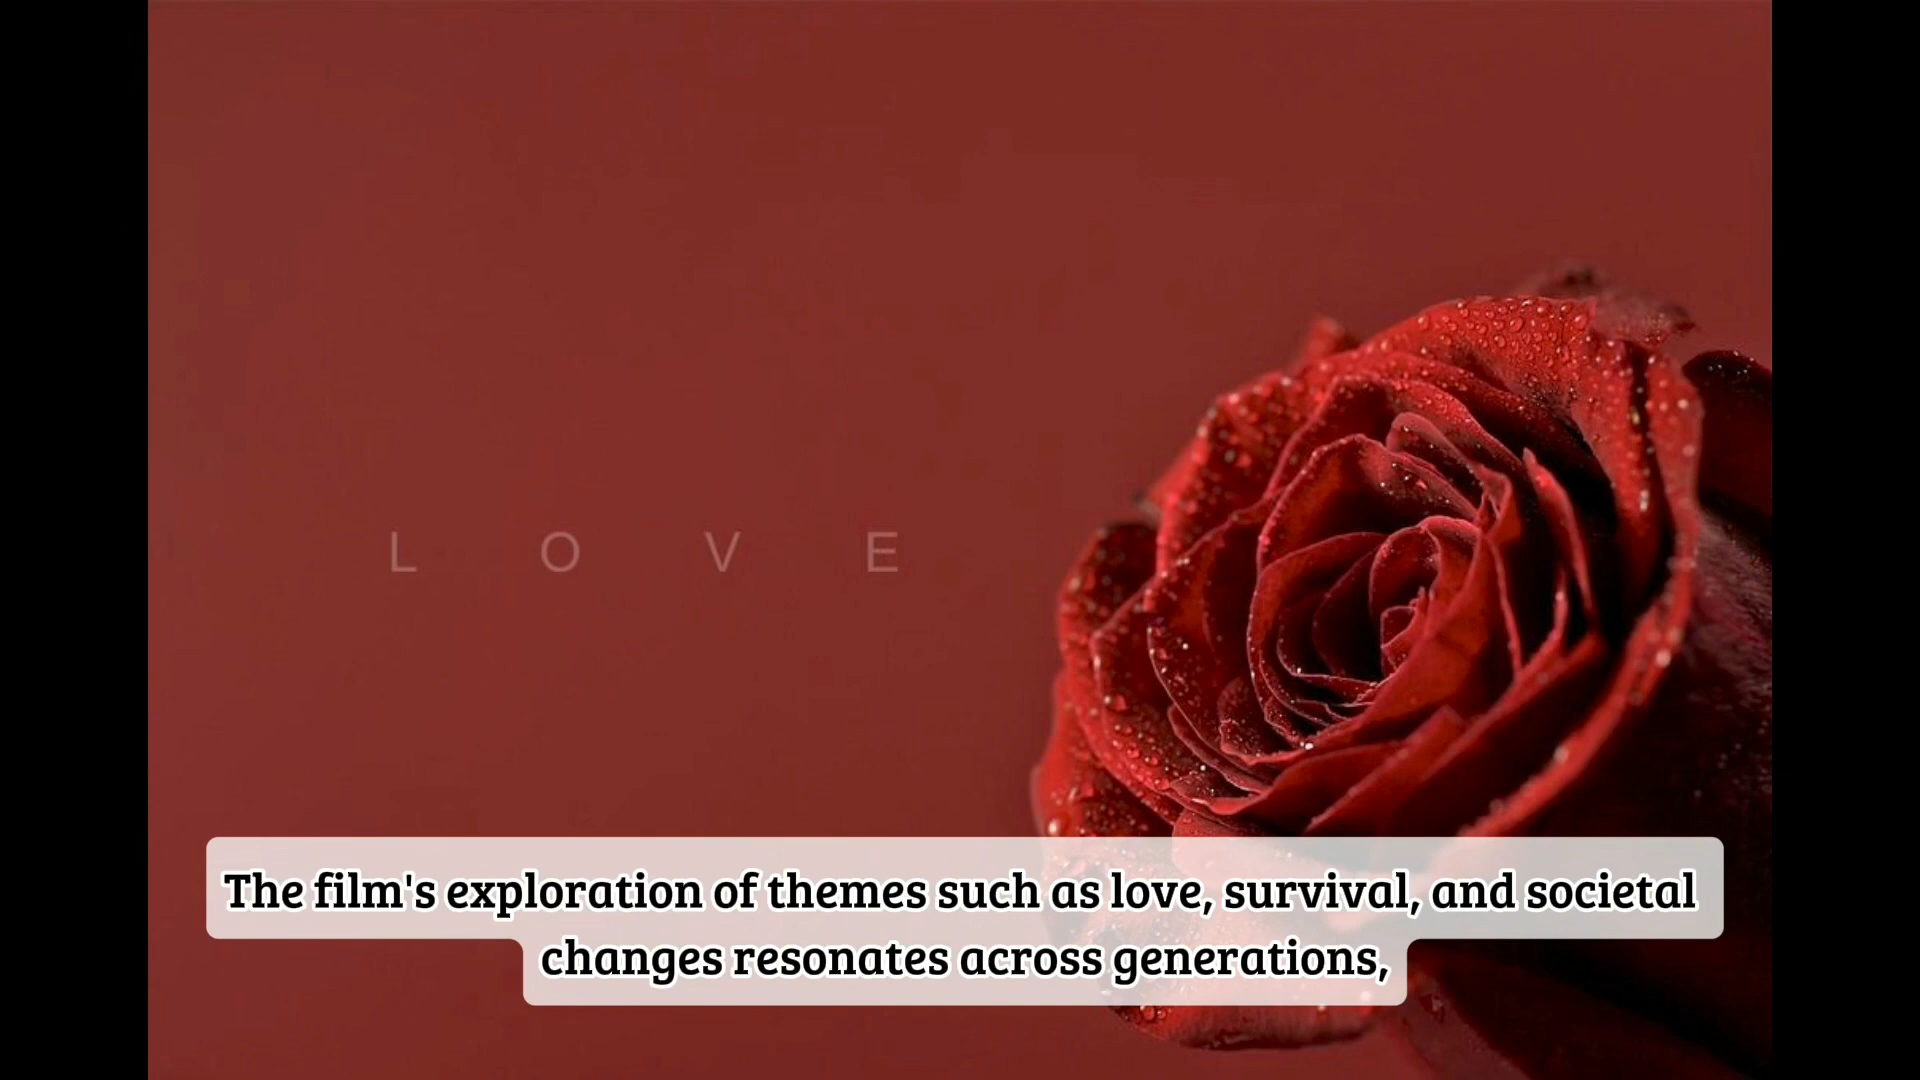 L O V E
The film's exploration of themes such as love, survival, and societal
changes resonates across generations,